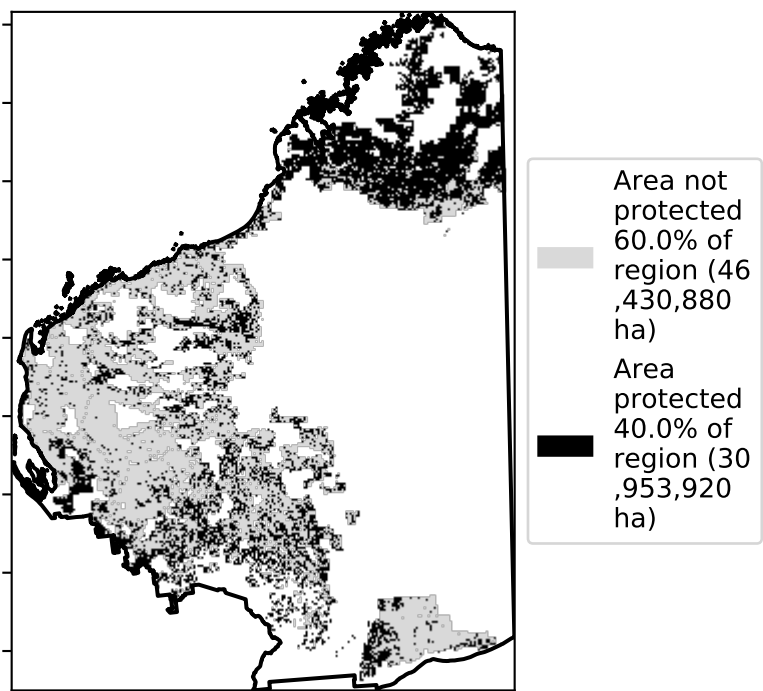 Area not
protected
60.0% of
region (46
,430,880
ha)
Area
protected
40.0% of
region (30
,953,920
ha)